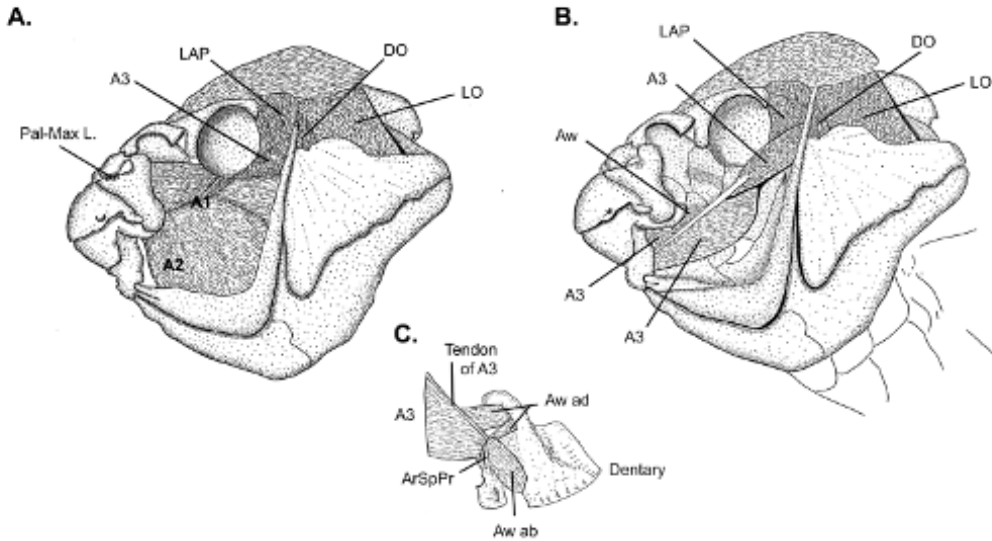 A.
LAP
DO
A3
LO
Pal-Max L.
A1
A2
B.
LAP
DO
A3
LO
Aw
A3
A3
C.
Tendon
of A3
Aw ad
A3
ArSpPr
Dentary
Aw ab